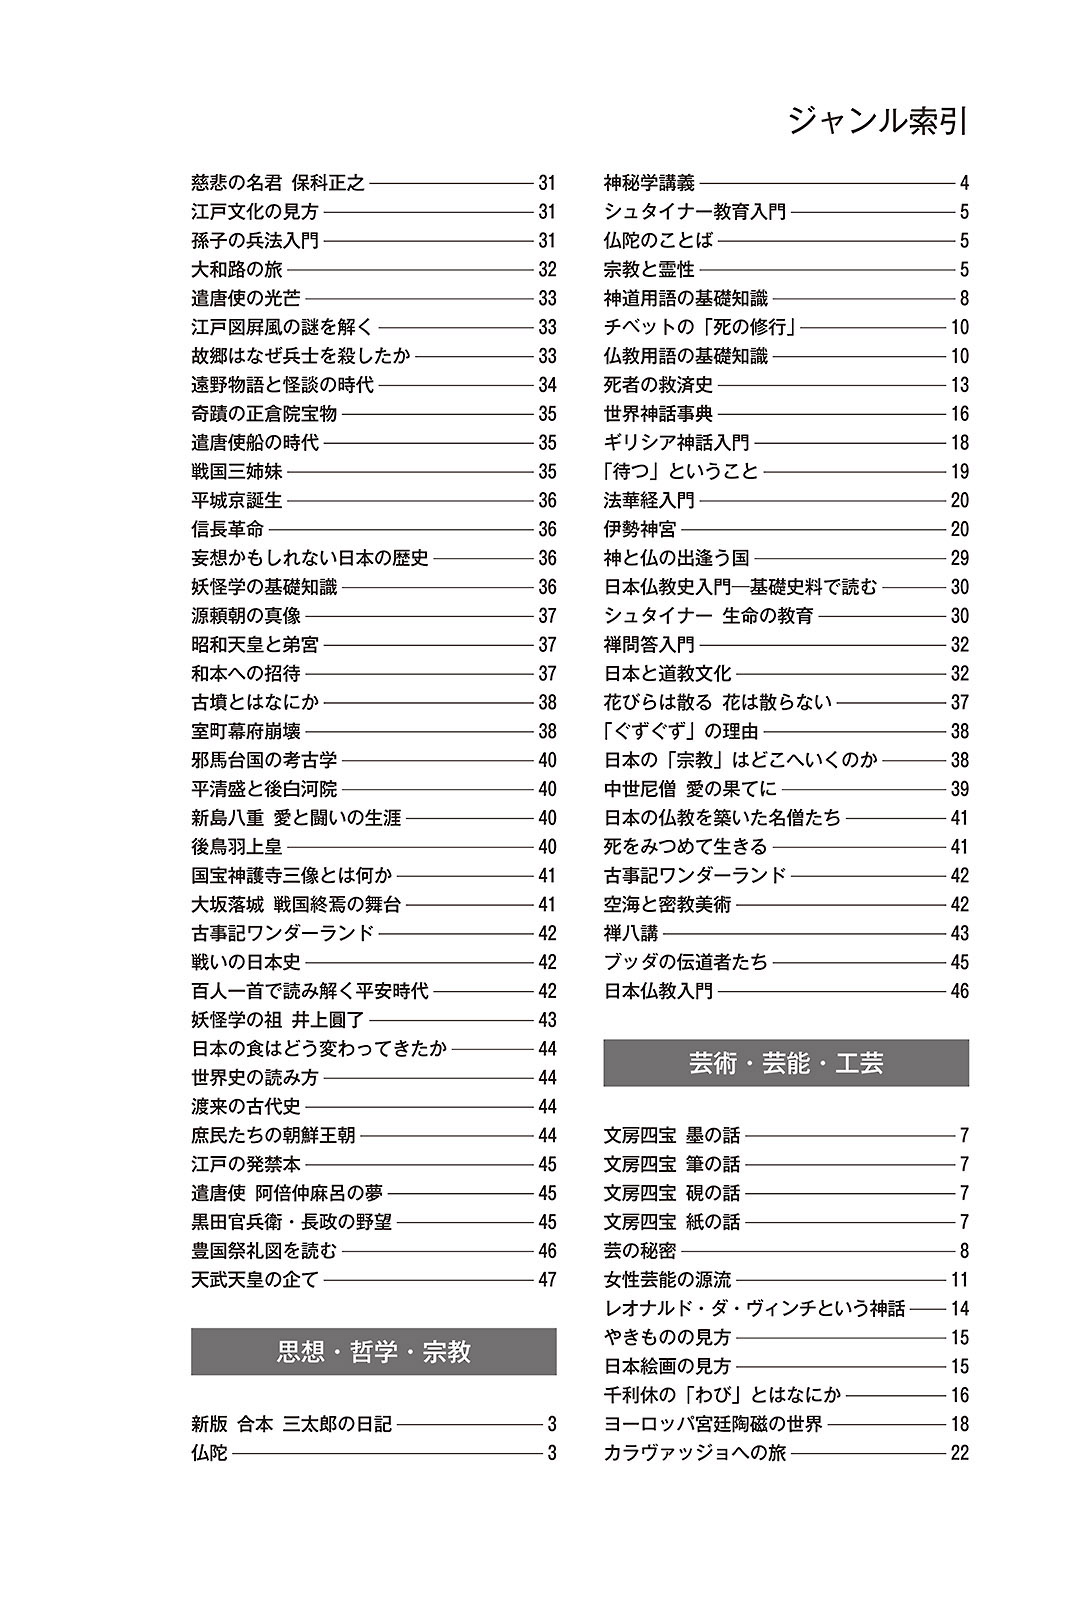 ジャンル索引
慈悲の名君 保科正之 31
江戸文化の見方 31
孫子の兵法入門 31
大和路の旅 32
遣唐使の光芒 33
江戸図屛風の謎を解く 33
故郷はなぜ兵士を殺したか 33
遠野物語と怪談の時代 34
奇蹟の正倉院宝物 35
遣唐使船の時代 35
戦国三姉妹 35
平城京誕生 36
信長革命 36
妄想かもしれない日本の歴史 36
妖怪学の基礎知識 36
源頼朝の真像 37
昭和天皇と弟宮 37
和本への招待 37
古墳とはなにか 38
室町幕府崩壊 38
邪馬台国の考古学 40
平清盛と後白河院 40
新島八重 愛と闘いの生涯 40
後鳥羽上皇 40
国宝神護寺三像とは何か 41
大坂落城 戦国終焉の舞台 41
古事記ワンダーランド 42
戦いの日本史 42
百人一首で読み解く平安時代 42
妖怪学の祖 井上圓了 43
日本の食はどう変わってきたか 44
世界史の読み方 44
渡来の古代史 44
庶民たちの朝鮮王朝 44
江戸の発禁本 45
遣唐使 阿倍仲麻呂の夢 45
黒田官兵衛・長政の野望 45
豊国祭礼図を読む 46
天武天皇の企て 47
思想・哲学・宗教
新版 合本 三太郎の日記 3
仏陀 3
神秘学講義 4
シュタイナー教育入門 5
仏陀のことば 5
宗教と霊性 5
神道用語の基礎知識 8
チベットの「死の修行」 10
仏教用語の基礎知識 10
死者の救済史 13
世界神話事典 16
ギリシア神話入門 18
「待つ」ということ 19
法華経入門 20
伊勢神宮 20
神と仏の出逢う国 29
日本仏教史入門―基礎史料で読む 30
シュタイナー 生命の教育 30
禅問答入門 32
日本と道教文化 32
花びらは散る 花は散らない 37
「ぐずぐず」の理由 38
日本の「宗教」はどこへいくのか 38
中世尼僧 愛の果てに 39
日本の仏教を築いた名僧たち 41
死をみつめて生きる 41
古事記ワンダーランド 42
空海と密教美術 42
禅八講 43
ブッダの伝道者たち 45
日本仏教入門 46
芸術・芸能・工芸
文房四宝 墨の話 7
文房四宝 筆の話 7
文房四宝 硯の話 7
文房四宝 紙の話 7
芸の秘密 8
女性芸能の源流 11
レオナルド・ダ・ヴィンチという神話 14
やきものの見方 15
日本絵画の見方 15
千利休の「わび」とはなにか 16
ヨーロッパ宮廷陶磁の世界 18
カラヴァッジョへの旅 22